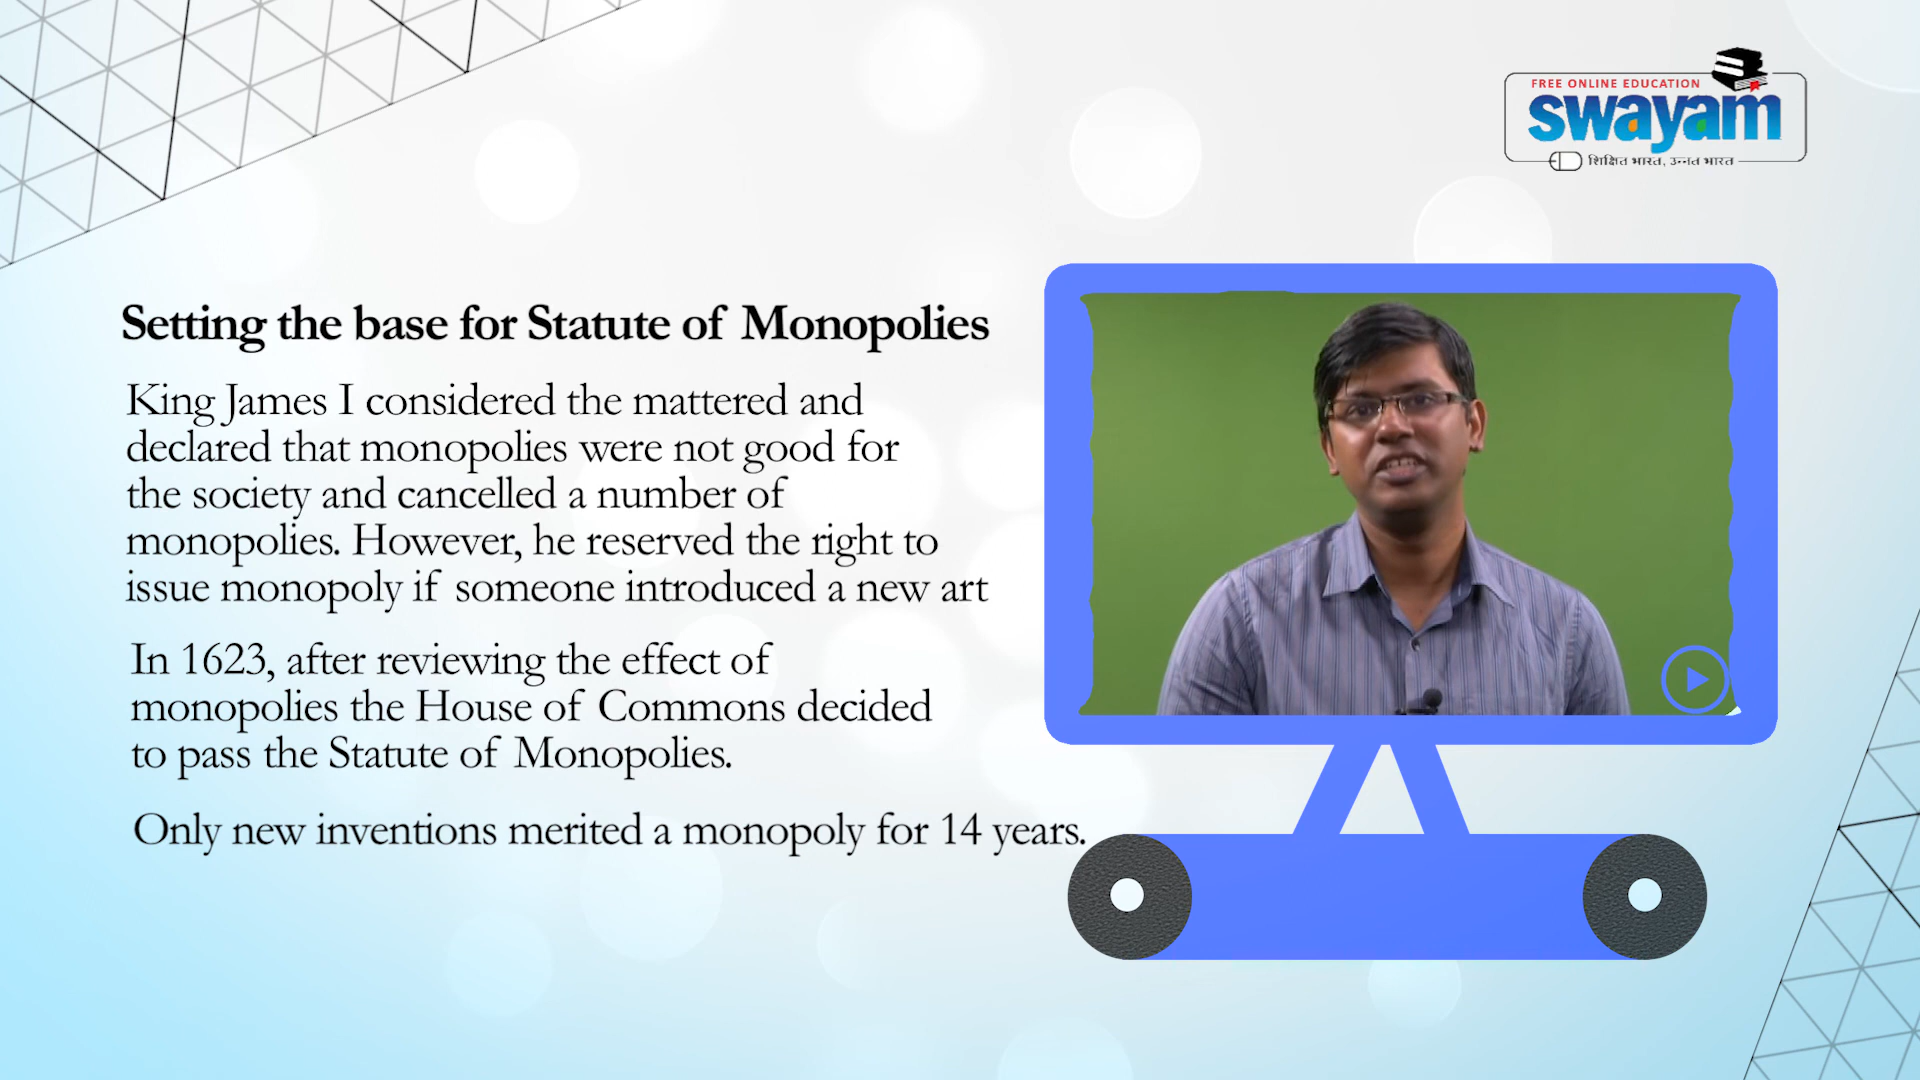 FREE ONLINE EDUCATION
swayam
शिक्षित भारत, उन्नत भारत
Setting the base for Statute of Monopolies
King James I considered the mattered and
declared that monopolies were not good for
the society and cancelled a number of
monopolies. However, he reserved the right to
issue monopoly if someone introduced a new art
In 1623, after reviewing the effect of
monopolies the House of Commons decided
to pass the Statute of Monopolies.
Only new inventions merited a monopoly for 14 years.